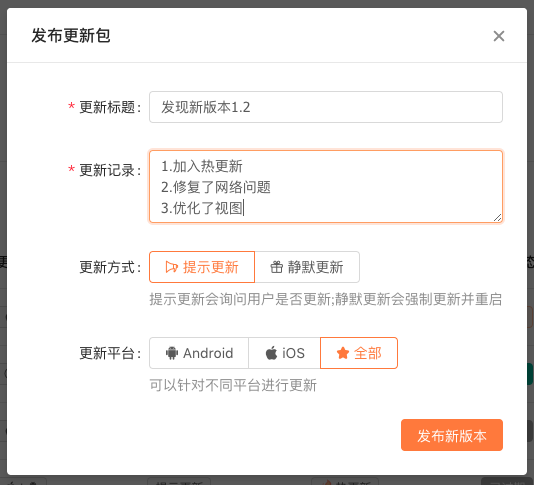 发布更新包
* 更新标题: 发现新版本1.2
* 更新记录: 1.加入热更新
2.修复了网络问题
3.优化了视图
更新方式: 提示更新 静默更新
提示更新会询问用户是否更新;静默更新会强制更新并重启
更新平台: Android iOS 全部
可以针对不同平台进行更新
发布新版本